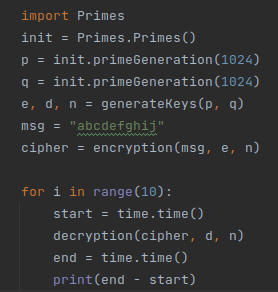 import Primes
init = Primes.Primes()
p = init.primeGeneration(1024)
q = init.primeGeneration(1024)
e, d, n = generateKeys(p, q)
msg = "abcdefghij"
cipher = encryption(msg, e, n)

for i in range(10):
    start = time.time()
    decryption(cipher, d, n)
    end = time.time()
    print(end - start)